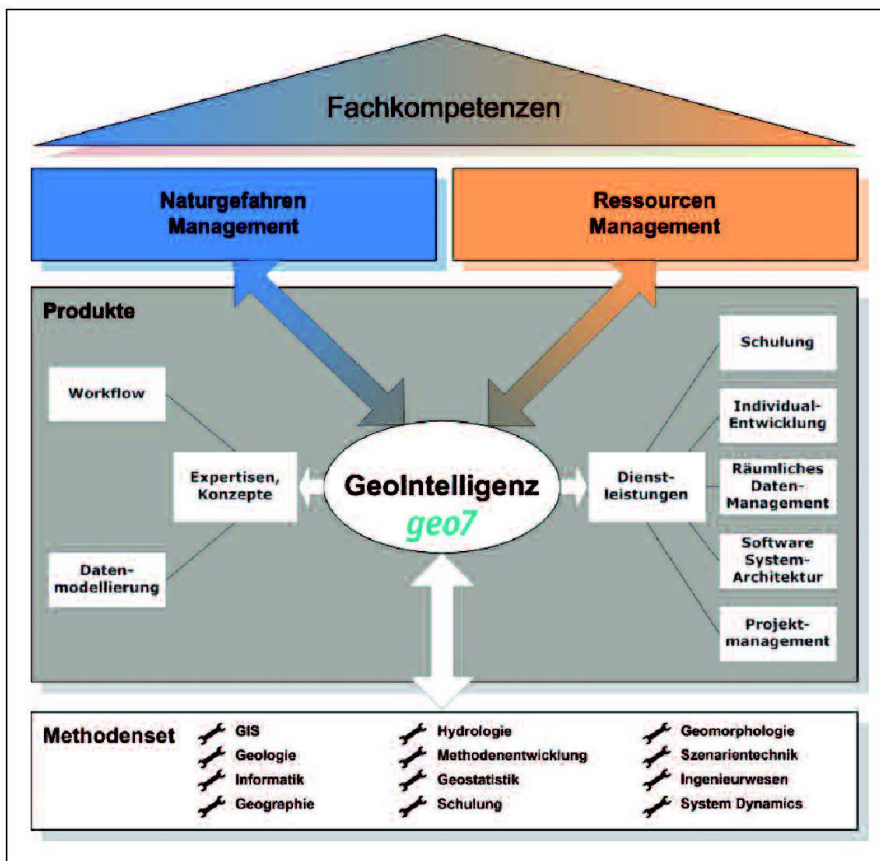 Fachkompetenzen
Naturgefahren
Management
Ressourcen
Management
Produkte
Workflow
Expertisen,
Konzepte
Daten-
modellierung
GeoIntelligenz
geo7
Dienst-
leistungen
Schulung
Individual-
Entwicklung
Räumliches
Daten-
Management
Software
System-
Architektur
Projekt-
management
Methodenset
GIS
Geologie
Informatik
Geographie
Hydrologie
Methodenentwicklung
Geostatistik
Schulung
Geomorphologie
Szenarientechnik
Ingenieurwesen
System Dynamics